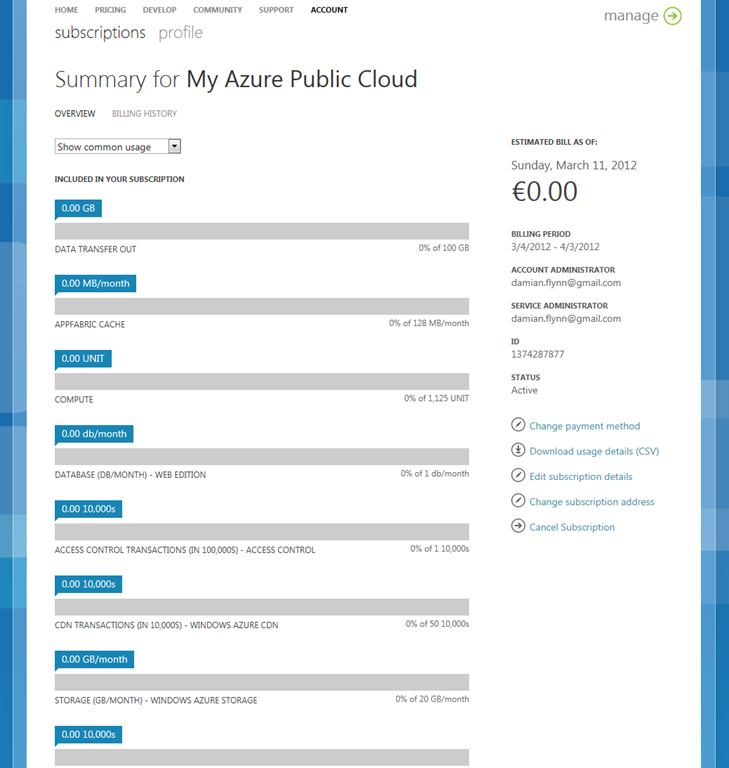 HOME PRICING DEVELOP COMMUNITY SUPPORT ACCOUNT
manage
subscriptions profile
Summary for My Azure Public Cloud
OVERVIEW BILLING HISTORY
Show common usage
INCLUDED IN YOUR SUBSCRIPTION
0.00 GB
DATA TRANSFER OUT 0% of 100 GB
0.00 MB/month
APPFABRIC CACHE 0% of 128 MB/month
0.00 UNIT
COMPUTE 0% of 1,125 UNIT
0.00 db/month
DATABASE (DB/MONTH) - WEB EDITION 0% of 1 db/month
0.00 10,000s
ACCESS CONTROL TRANSACTIONS (IN 100,000S) - ACCESS CONTROL 0% of 1 10,000s
0.00 10,000s
CDN TRANSACTIONS (IN 10,000S) - WINDOWS AZURE CDN 0% of 50 10,000s
0.00 GB/month
STORAGE (GB/MONTH) - WINDOWS AZURE STORAGE 0% of 20 GB/month
0.00 10,000s
ESTIMATED BILL AS OF:
Sunday, March 11, 2012
€0.00
BILLING PERIOD
3/4/2012 - 4/3/2012
ACCOUNT ADMINISTRATOR
damian.flynn@gmail.com
SERVICE ADMINISTRATOR
damian.flynn@gmail.com
ID
1374287877
STATUS
Active
Change payment method
Download usage details (CSV)
Edit subscription details
Change subscription address
Cancel Subscription